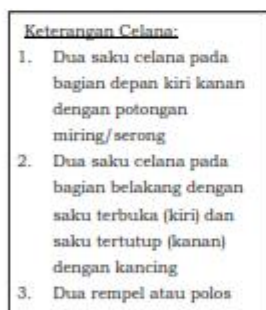 Keterangan Celana:
1. Dua saku celana pada
bagian depan kiri kanan
dengan potongan
miring/serong
2. Dua saku celana pada
bagian belakang dengan
saku terbuka (kiri) dan
saku tertutup (kanan)
dengan kancing
3. Dua rempel atau polos